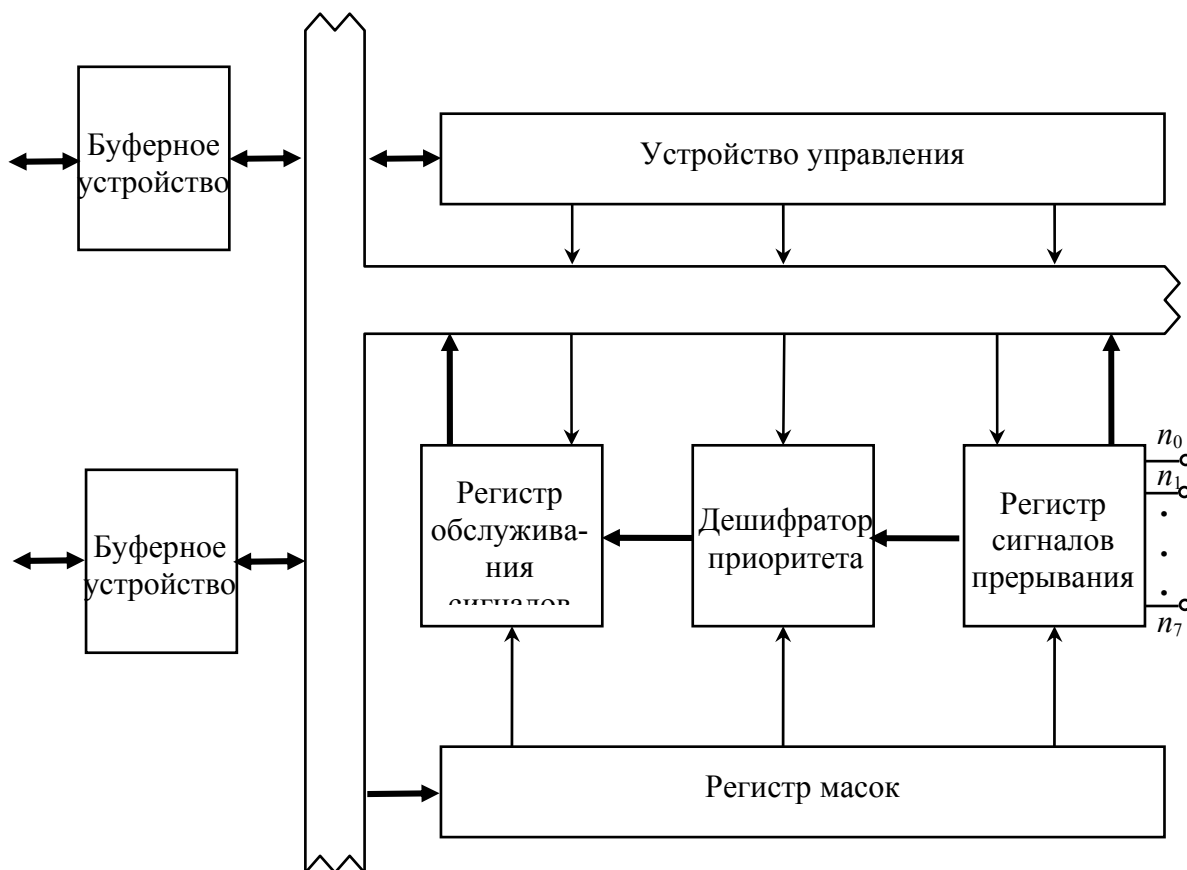 Буферное
устройство
Устройство управления
Буферное
устройство
Регистр
обслужива-
ния
сигналов
Дешифратор
приоритета
Регистр
сигналов
прерывания
n₀
n₁
n₇
Регистр масок